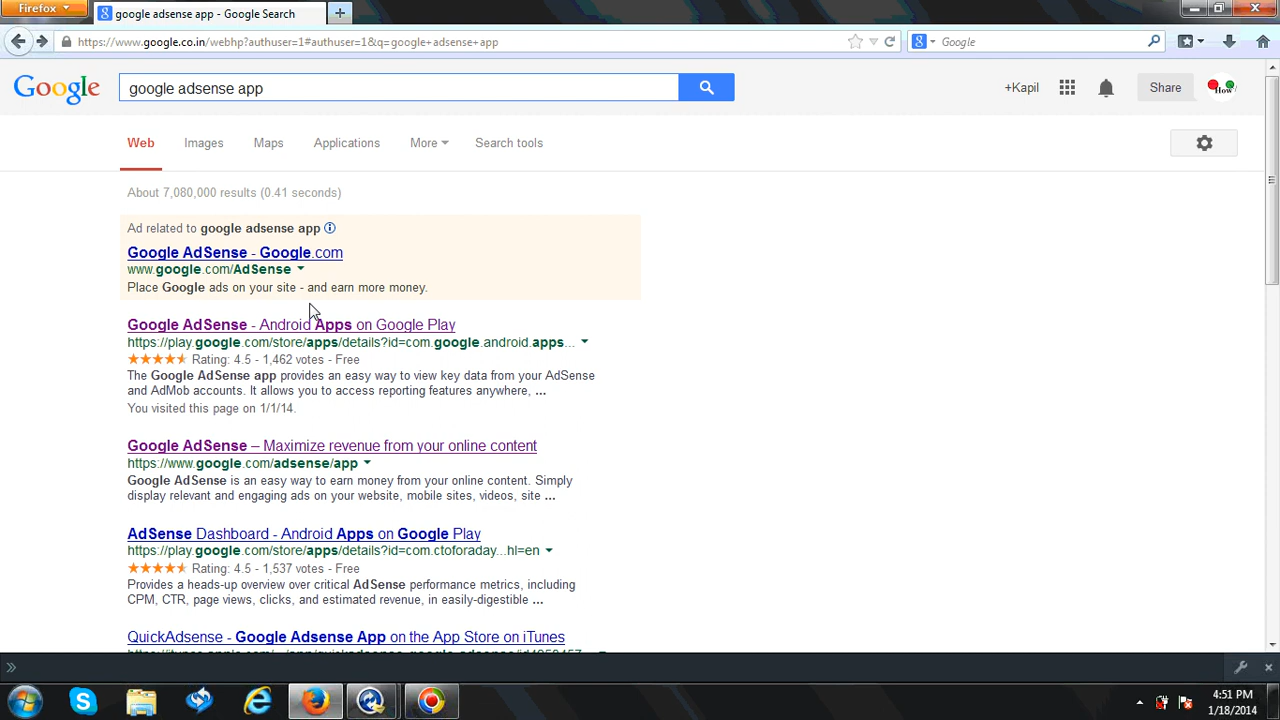 Firefox
google adsense app - Google Search
https://www.google.co.in/webhp?authuser=1#authuser=1&q=google+adsense+app
Google
Google
google adsense app
+Kapil
Share
How
Web
Images
Maps
Applications
More
Search tools
About 7,080,000 results (0.41 seconds)
Ad related to google adsense app
Google AdSense - Google.com
www.google.com/AdSense
Place Google ads on your site - and earn more money.
Google AdSense - Android Apps on Google Play
https://play.google.com/store/apps/details?id=com.google.android.apps...
Rating: 4.5 - 1,462 votes - Free
The Google AdSense app provides an easy way to view key data from your AdSense
and AdMob accounts. It allows you to access reporting features anywhere, ...
You visited this page on 1/1/14.
Google AdSense – Maximize revenue from your online content
https://www.google.com/adsense/app
Google AdSense is an easy way to earn money from your online content. Simply
display relevant and engaging ads on your website, mobile sites, videos, site ...
AdSense Dashboard - Android Apps on Google Play
https://play.google.com/store/apps/details?id=com.ctoforaday...hl=en
Rating: 4.5 - 1,537 votes - Free
Provides a heads-up overview over critical AdSense performance metrics, including
CPM, CTR, page views, clicks, and estimated revenue, in easily-digestible ...
QuickAdsense - Google Adsense App on the App Store on iTunes
4:51 PM
1/18/2014